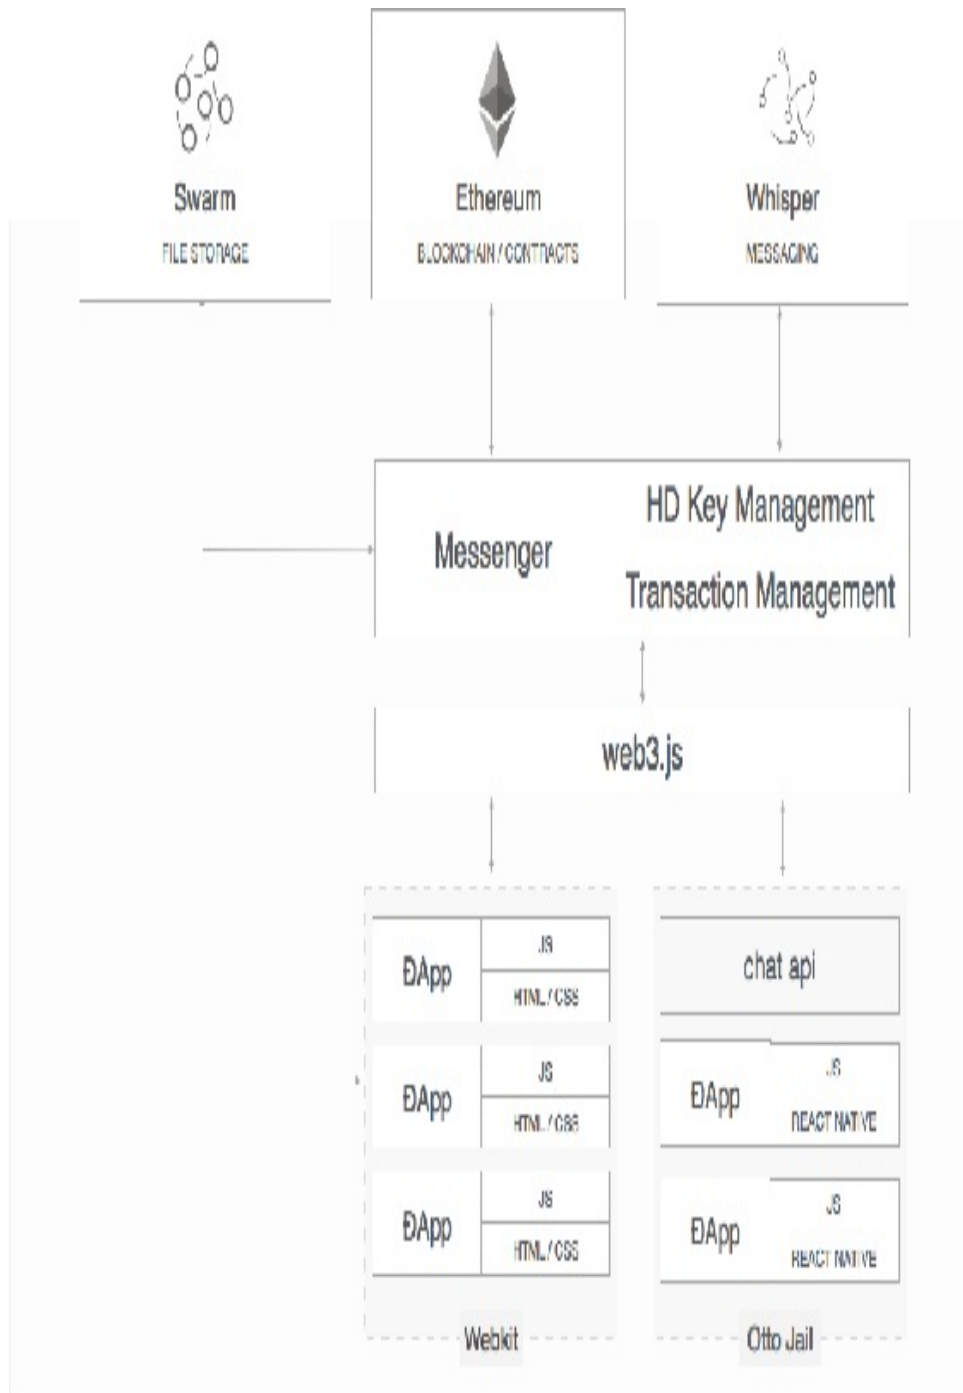 Swarm
FILE STORAGE
Ethereum
BLOCKCHAIN / CONTRACTS
Whisper
MESSAGING
Messenger
HD Key Management
Transaction Management
web3.js
ĐApp
JS
HTML / CSS
ĐApp
JS
HTML / CSS
ĐApp
JS
HTML / CSS
Webkit
chat api
ĐApp
JS
REACT NATIVE
ĐApp
JS
REACT NATIVE
Otto Jail